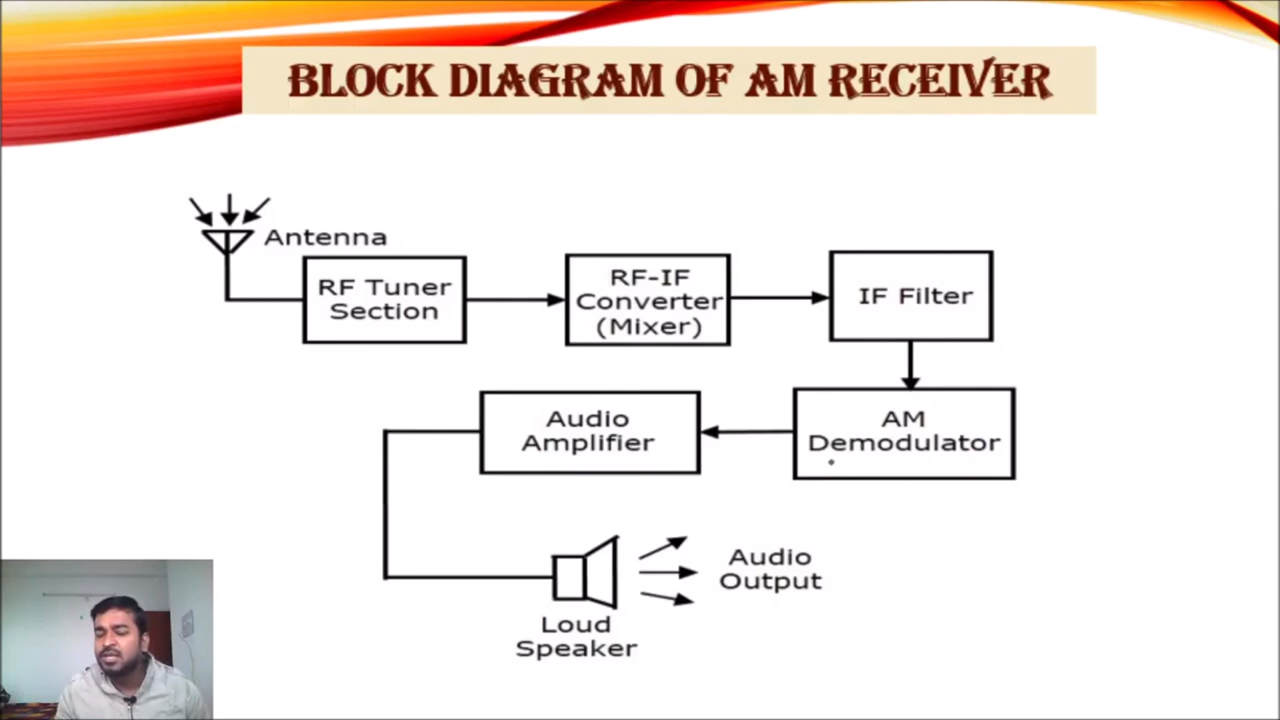 BLOCK DIAGRAM OF AM RECEIVER
Antenna
RF Tuner
Section
RF-IF
Converter
(Mixer)
IF Filter
Audio
Amplifier
AM
Demodulator
Audio
Output
Loud
Speaker